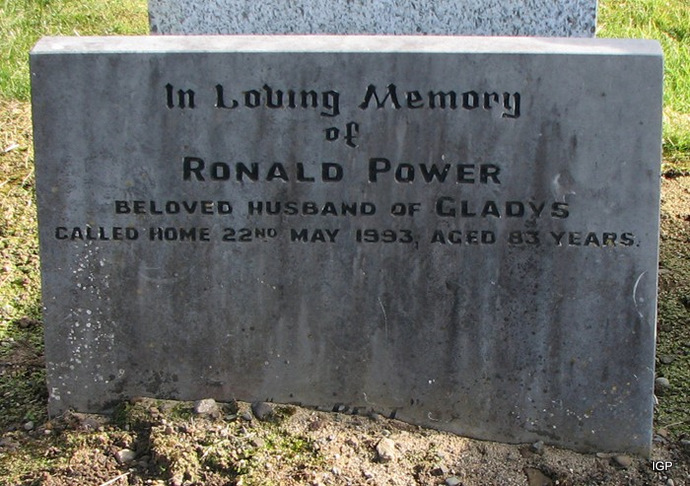 In Loving Memory
of
RONALD POWER
BELOVED HUSBAND OF GLADYS
CALLED HOME 22ND MAY 1993, AGED 83 YEARS.
IGP